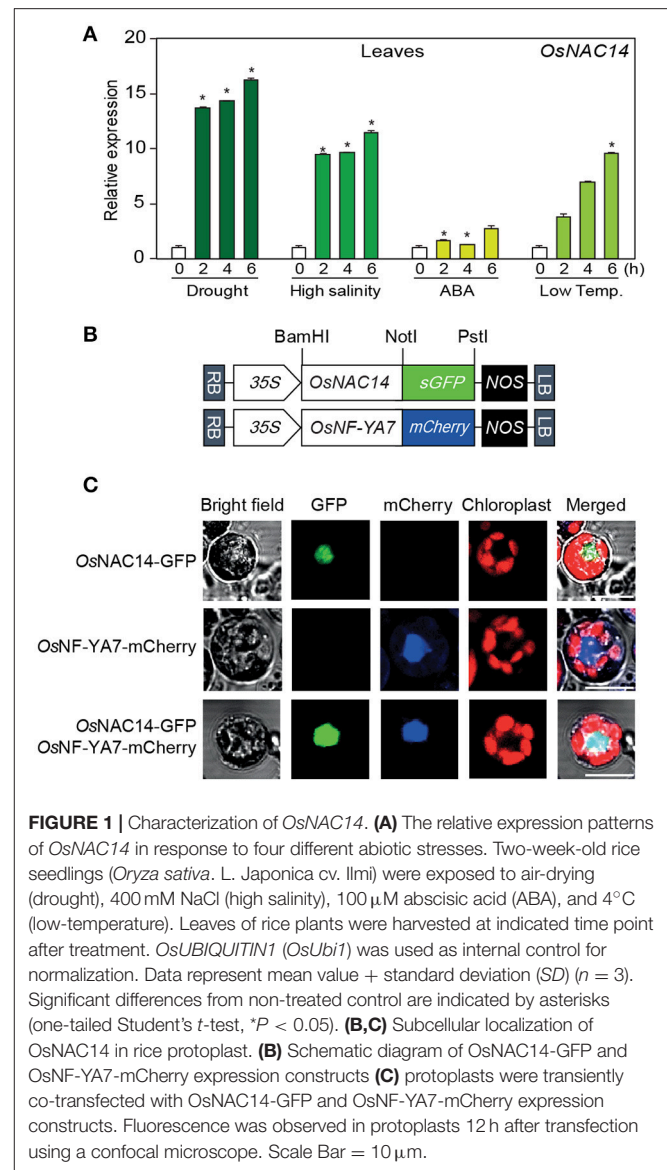 A
Leaves
OsNAC14
Relative expression
20
15
10
5
0
* * *
* * *
* *
*
0 2 4 6 0 2 4 6 0 2 4 6 0 2 4 6 (h)
Drought High salinity ABA Low Temp.
B
BamHI NotI PstI
RB 35S OsNAC14 sGFP NOS LB
RB 35S OsNF-YA7 mCherry NOS LB
C
Bright field GFP mCherry Chloroplast Merged
OsNAC14-GFP
OsNF-YA7-mCherry
OsNAC14-GFP
OsNF-YA7-mCherry
FIGURE 1 | Characterization of OsNAC14. (A) The relative expression patterns
of OsNAC14 in response to four different abiotic stresses. Two-week-old rice
seedlings (Oryza sativa. L. Japonica cv. Ilmi) were exposed to air-drying
(drought), 400 mM NaCl (high salinity), 100 μM abscisic acid (ABA), and 4°C
(low-temperature). Leaves of rice plants were harvested at indicated time point
after treatment. OsUBIQUITIN1 (OsUbi1) was used as internal control for
normalization. Data represent mean value + standard deviation (SD) (n = 3).
Significant differences from non-treated control are indicated by asterisks
(one-tailed Student's t-test, *P < 0.05). (B,C) Subcellular localization of
OsNAC14 in rice protoplast. (B) Schematic diagram of OsNAC14-GFP and
OsNF-YA7-mCherry expression constructs (C) protoplasts were transiently
co-transfected with OsNAC14-GFP and OsNF-YA7-mCherry expression
constructs. Fluorescence was observed in protoplasts 12 h after transfection
using a confocal microscope. Scale Bar = 10 μm.